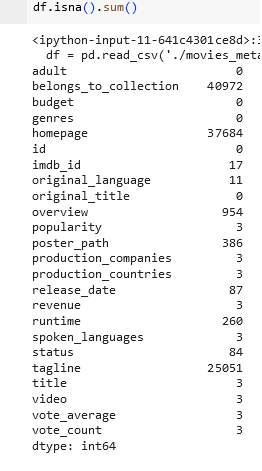 df.isna().sum()
<ipython-input-11-641c4301ce8d>:3
df = pd.read_csv('./movies_meta
adult 0
belongs_to_collection 40972
budget 0
genres 0
homepage 37684
id 0
imdb_id 17
original_language 11
original_title 0
overview 954
popularity 3
poster_path 386
production_companies 3
production_countries 3
release_date 87
revenue 3
runtime 260
spoken_languages 3
status 84
tagline 25051
title 3
video 3
vote_average 3
vote_count 3
dtype: int64